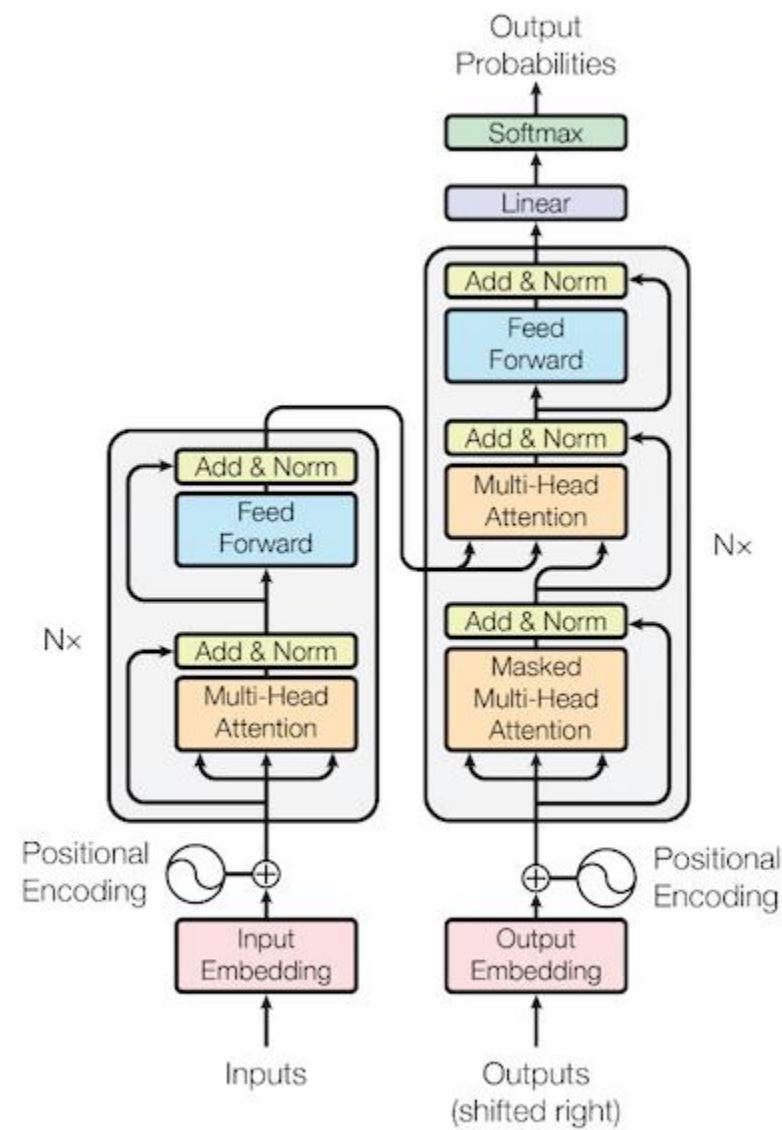 Output
Probabilities
Softmax
Linear
Add & Norm
Feed
Forward
Add & Norm
Multi-Head
Attention
Add & Norm
Masked
Multi-Head
Attention
Nx
Add & Norm
Feed
Forward
Add & Norm
Multi-Head
Attention
Nx
Positional
Encoding
Positional
Encoding
Input
Embedding
Output
Embedding
Inputs
Outputs
(shifted right)